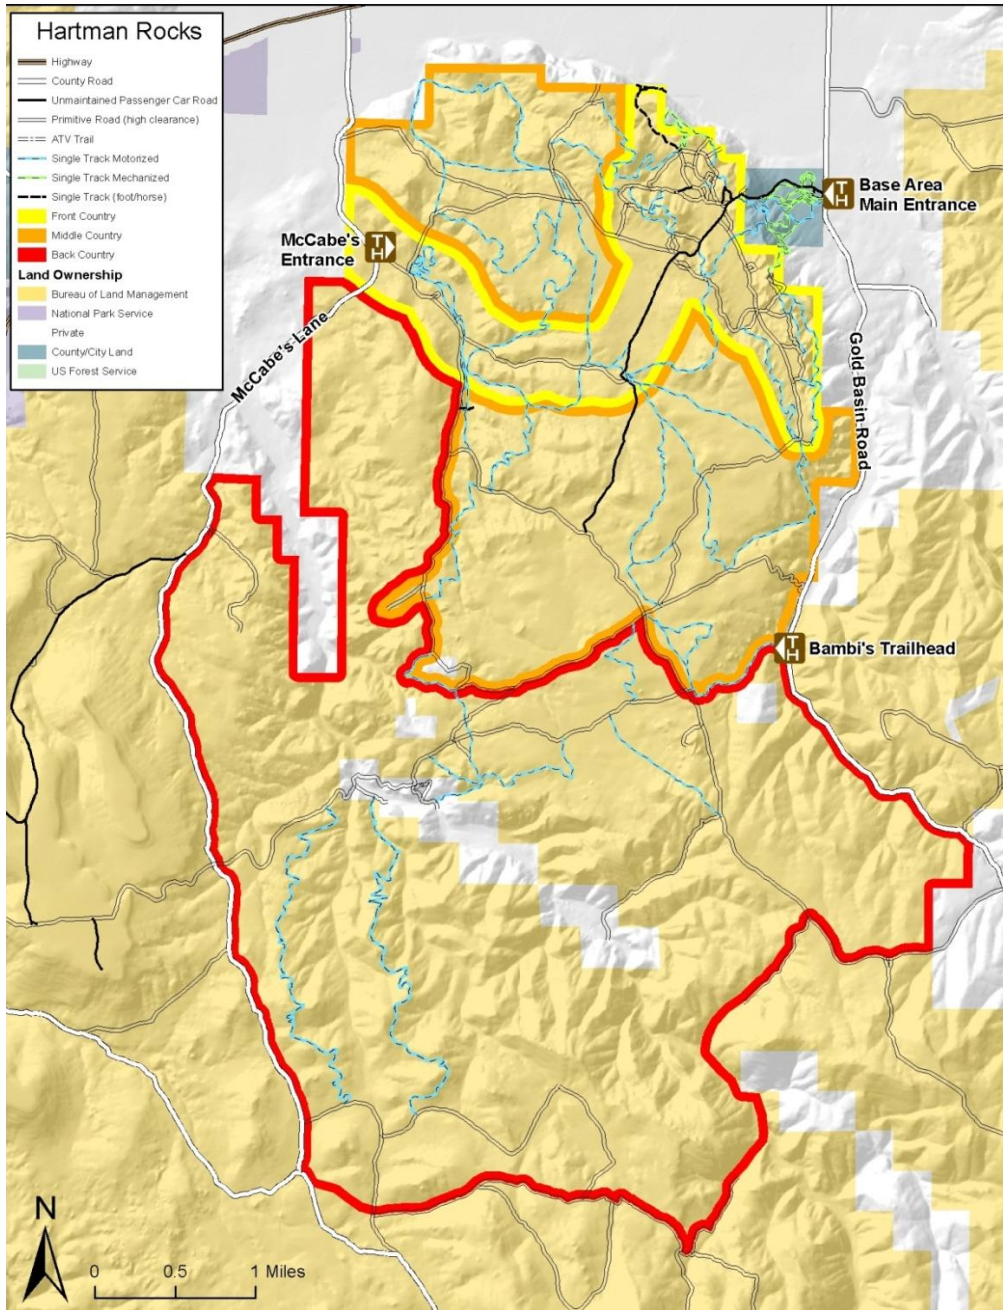 Hartman Rocks
Highway
County Road
Unmaintained Passenger Car Road
Primitive Road (high clearance)
ATV Trail
Single Track Motorized
Single Track Mechanized
Single Track (foot/horse)
Front Country
Middle Country
Back Country
Land Ownership
Bureau of Land Management
National Park Service
Private
County/City Land
US Forest Service
TH
Base Area
Main Entrance
McCabe's
Entrance
TH
McCabe's Lane
Gold Basin Road
TH
Bambi's Trailhead
N
0 0.5 1 Miles